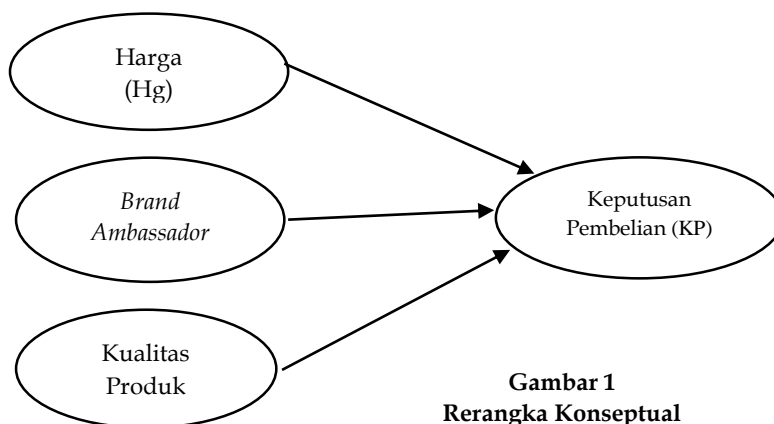 Harga
(Hg)
Brand
Ambassador
Keputusan
Pembelian (KP)
Kualitas
Produk
Gambar 1
Rerangka Konseptual